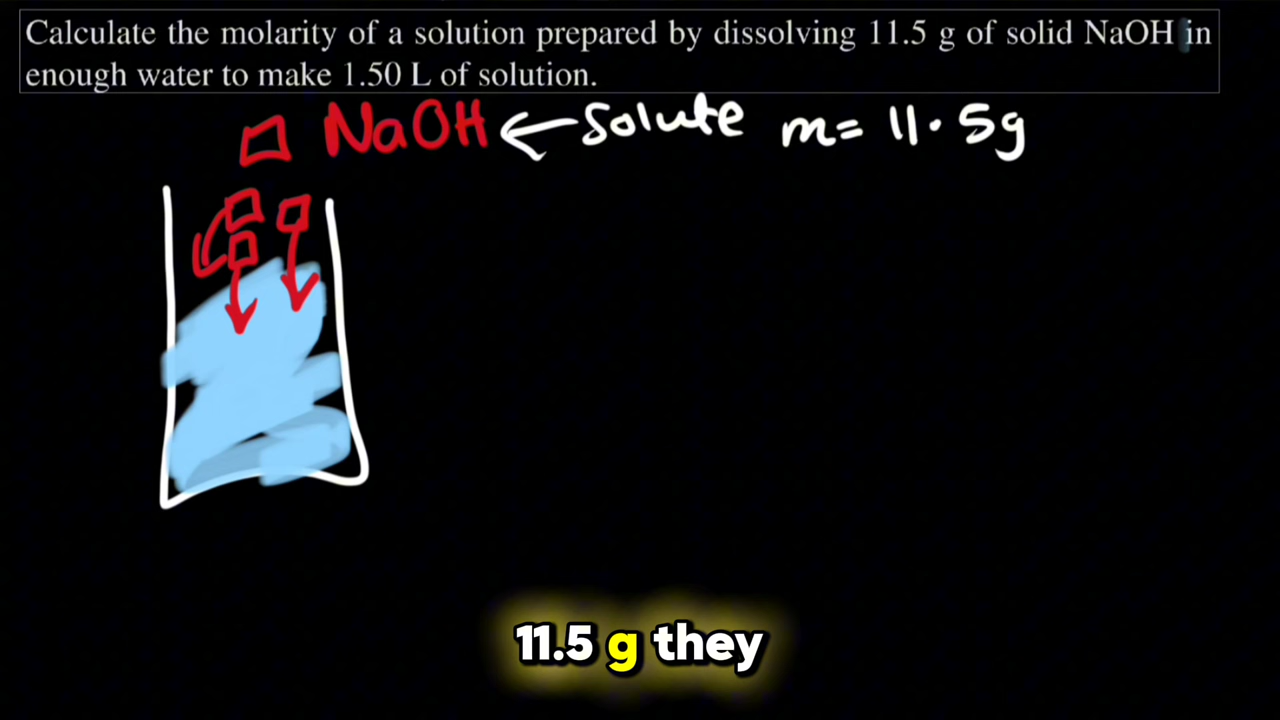 Calculate the molarity of a solution prepared by dissolving 11.5 g of solid NaOH in
enough water to make 1.50 L of solution.
NaOH ← Solute m= 11.5g
11.5 g they